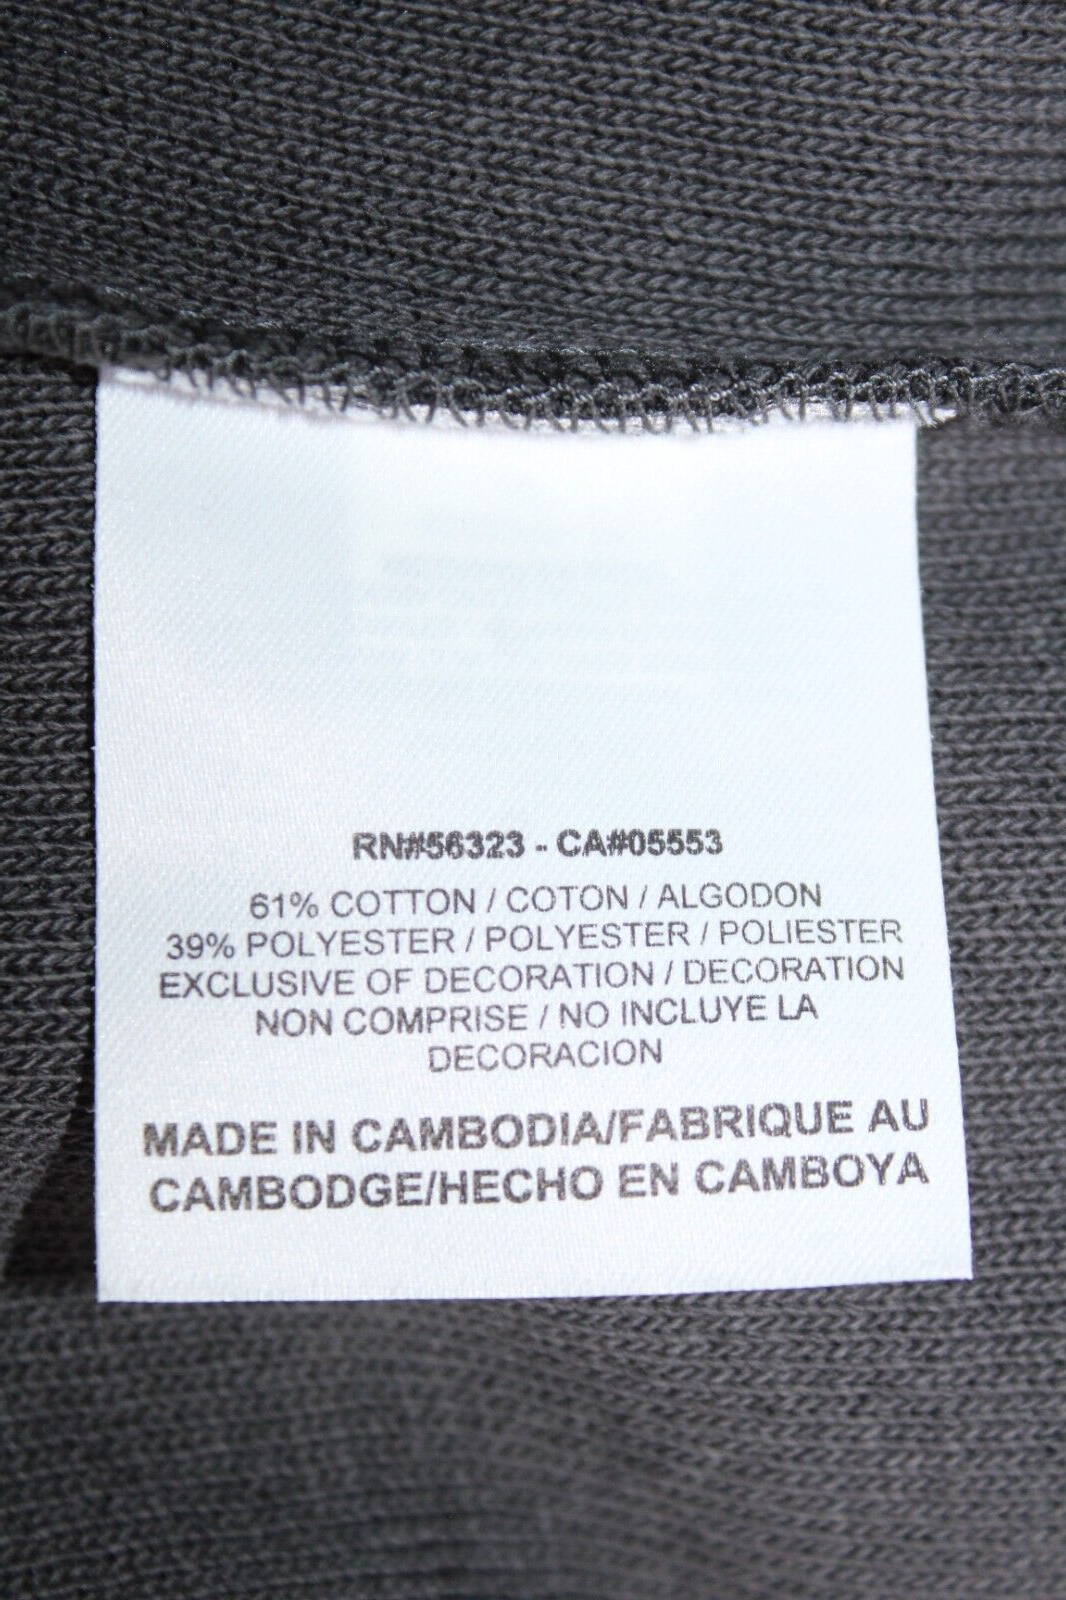 RN#56323 - CA#05553
61% COTTON / COTON / ALGODON
39% POLYESTER / POLYESTER / POLIESTER
EXCLUSIVE OF DECORATION / DECORATION
NON COMPRISE / NO INCLUYE LA
DECORACION
MADE IN CAMBODIA/FABRIQUE AU
CAMBODGE/HECHO EN CAMBOYA